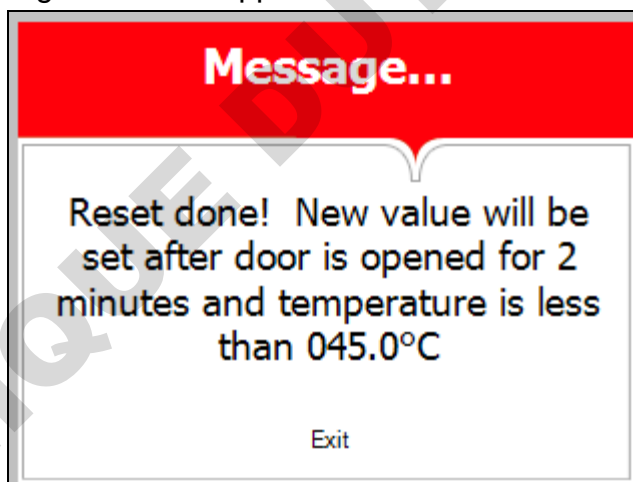 Message...
Reset done! New value will be
set after door is opened for 2
minutes and temperature is less
than 045.0°C
Exit